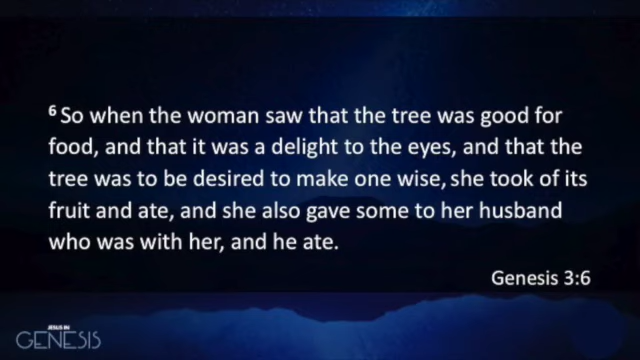 6 So when the woman saw that the tree was good for
food, and that it was a delight to the eyes, and that the
tree was to be desired to make one wise, she took of its
fruit and ate, and she also gave some to her husband
who was with her, and he ate.
Genesis 3:6
JESUS IN
GENESIS